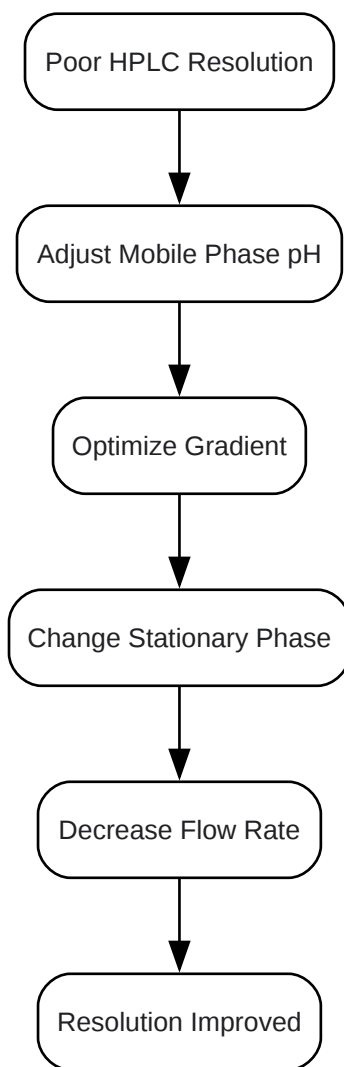 Poor HPLC Resolution
Adjust Mobile Phase pH
Optimize Gradient
Change Stationary Phase
Decrease Flow Rate
Resolution Improved